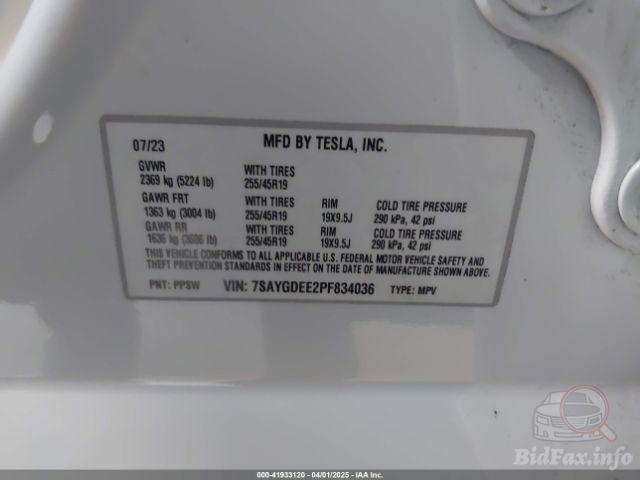 07/23 MFD BY TESLA, INC.
GVWR WITH TIRES
2369 kg (5224 lb) 255/45R19
GAWR FRT WITH TIRES RIM COLD TIRE PRESSURE
1363 kg (3004 lb) 255/45R19 19X9.5J 290 kPa, 42 psi
GAWR RR WITH TIRES RIM COLD TIRE PRESSURE
1636 kg (3606 lb) 255/45R19 19X9.5J 290 kPa, 42 psi
THIS VEHICLE CONFORMS TO ALL APPLICABLE U.S. FEDERAL MOTOR VEHICLE SAFETY AND
THEFT PREVENTION STANDARDS IN EFFECT ON THE DATE OF MANUFACTURE SHOWN ABOVE.
PNT: PPSW VIN: 7SAYGDEE2PF834036 TYPE: MPV
BidFax.info
000-41933120 - 04/01/2025 - IAA Inc.